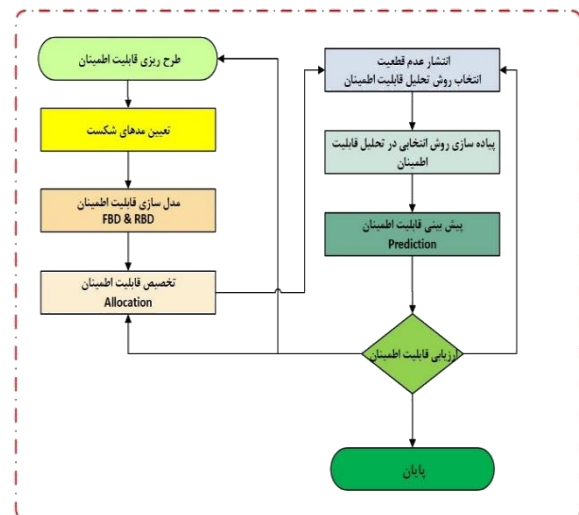 طرح ریزی قابلیت اطمینان
تعیین مدهای شکست
مدل سازی قابلیت اطمینان
FBD & RBD
تخصیص قابلیت اطمینان
Allocation
انتشار عدم قطعیت
انتخاب روش تحلیل قابلیت اطمینان
پیاده سازی روش انتخابی در تحلیل قابلیت
اطمینان
پیش بینی قابلیت اطمینان
Prediction
ارزیابی قابلیت اطمینان
پایان